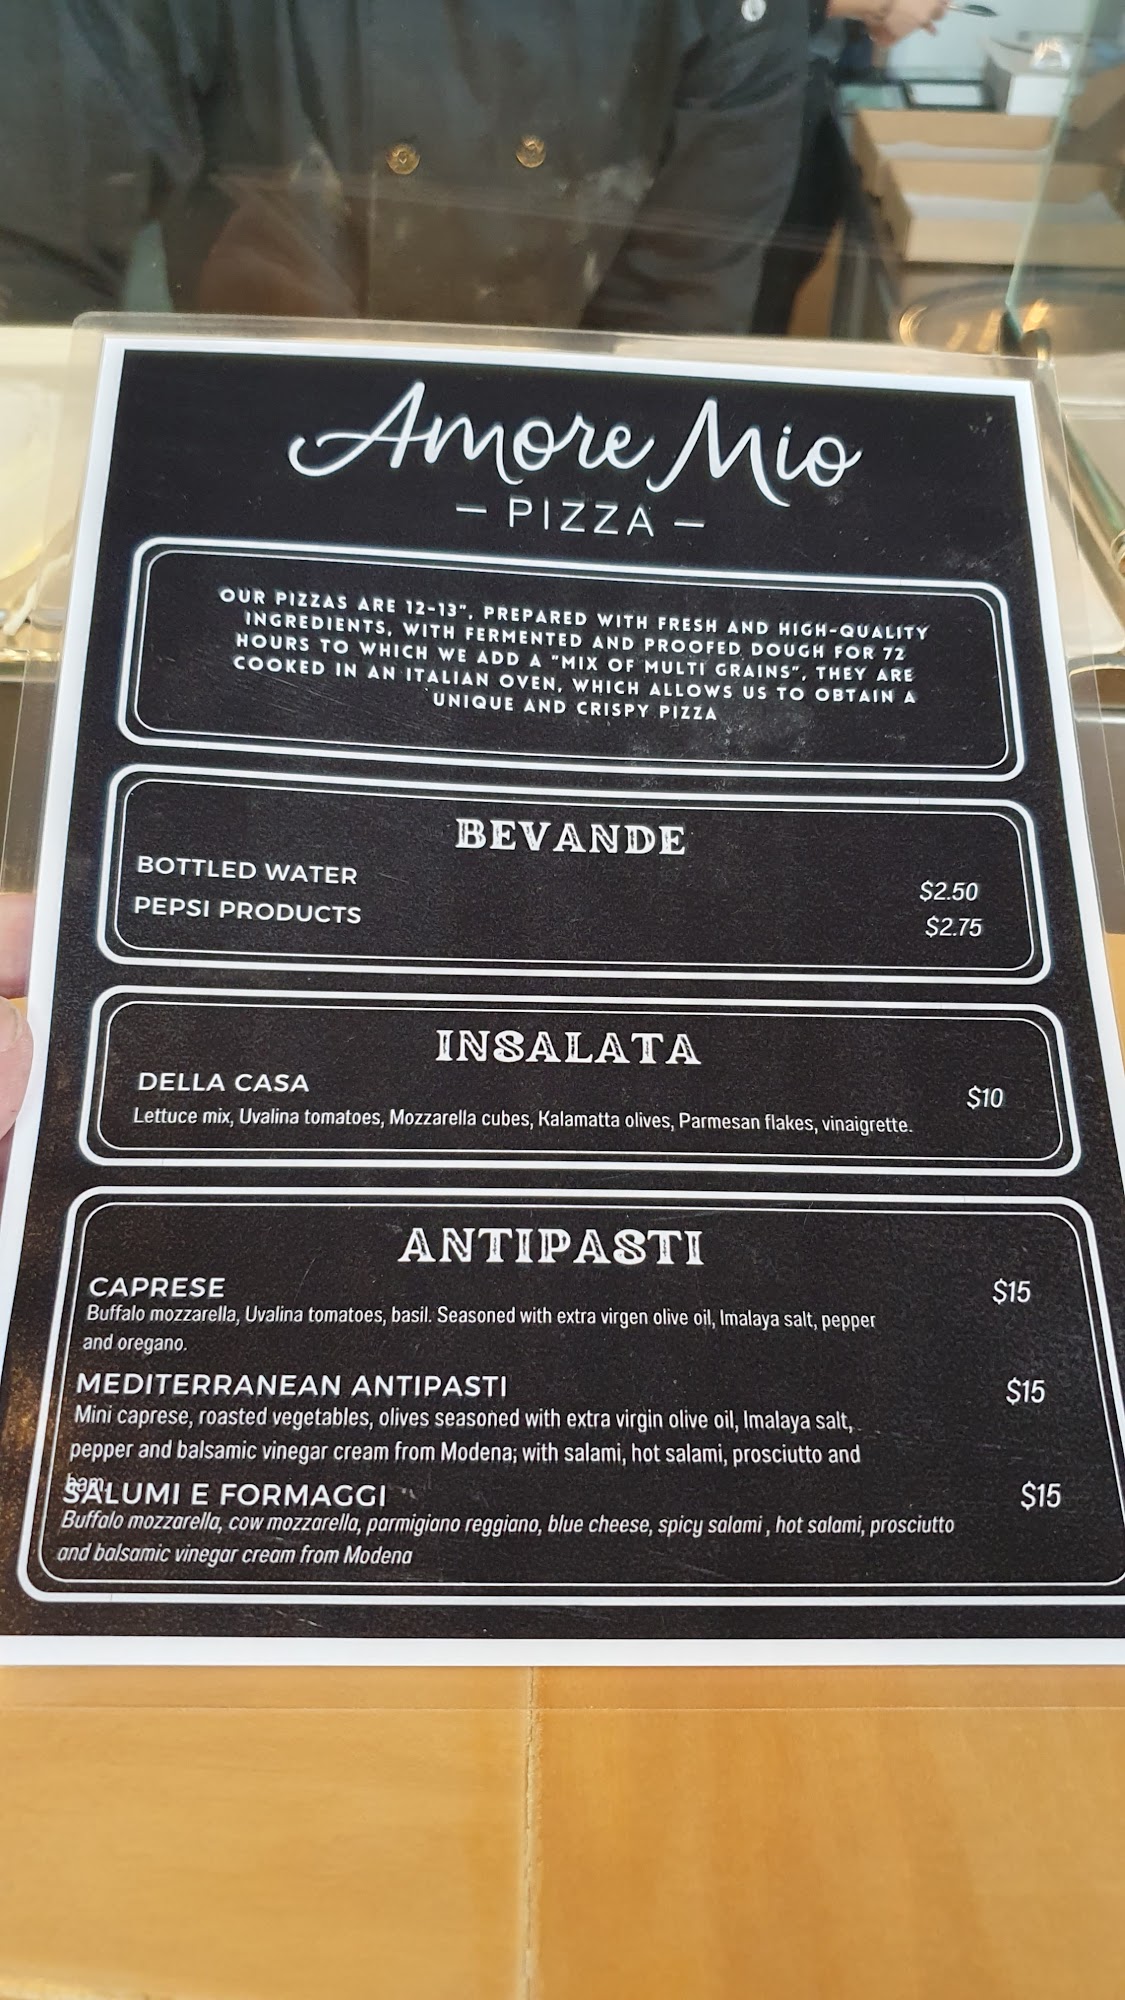 Amore Mio
— PIZZA —
OUR PIZZAS ARE 12-13", PREPARED WITH FRESH AND HIGH-QUALITY
INGREDIENTS, WITH FERMENTED AND PROOFED DOUGH FOR 72
HOURS TO WHICH WE ADD A "MIX OF MULTI GRAINS", THEY ARE
COOKED IN AN ITALIAN OVEN, WHICH ALLOWS US TO OBTAIN A
UNIQUE AND CRISPY PIZZA
BEVANDE
BOTTLED WATER $2.50
PEPSI PRODUCTS $2.75
INSALATA
DELLA CASA $10
Lettuce mix, Uvalina tomatoes, Mozzarella cubes, Kalamatta olives, Parmesan flakes, vinaigrette.
ANTIPASTI
CAPRESE $15
Buffalo mozzarella, Uvalina tomatoes, basil. Seasoned with extra virgen olive oil, Imalaya salt, pepper
and oregano.
MEDITERRANEAN ANTIPASTI $15
Mini caprese, roasted vegetables, olives seasoned with extra virgin olive oil, Imalaya salt,
pepper and balsamic vinegar cream from Modena; with salami, hot salami, prosciutto and
ham.
SALUMI E FORMAGGI $15
Buffalo mozzarella, cow mozzarella, parmigiano reggiano, blue cheese, spicy salami , hot salami, prosciutto
and balsamic vinegar cream from Modena